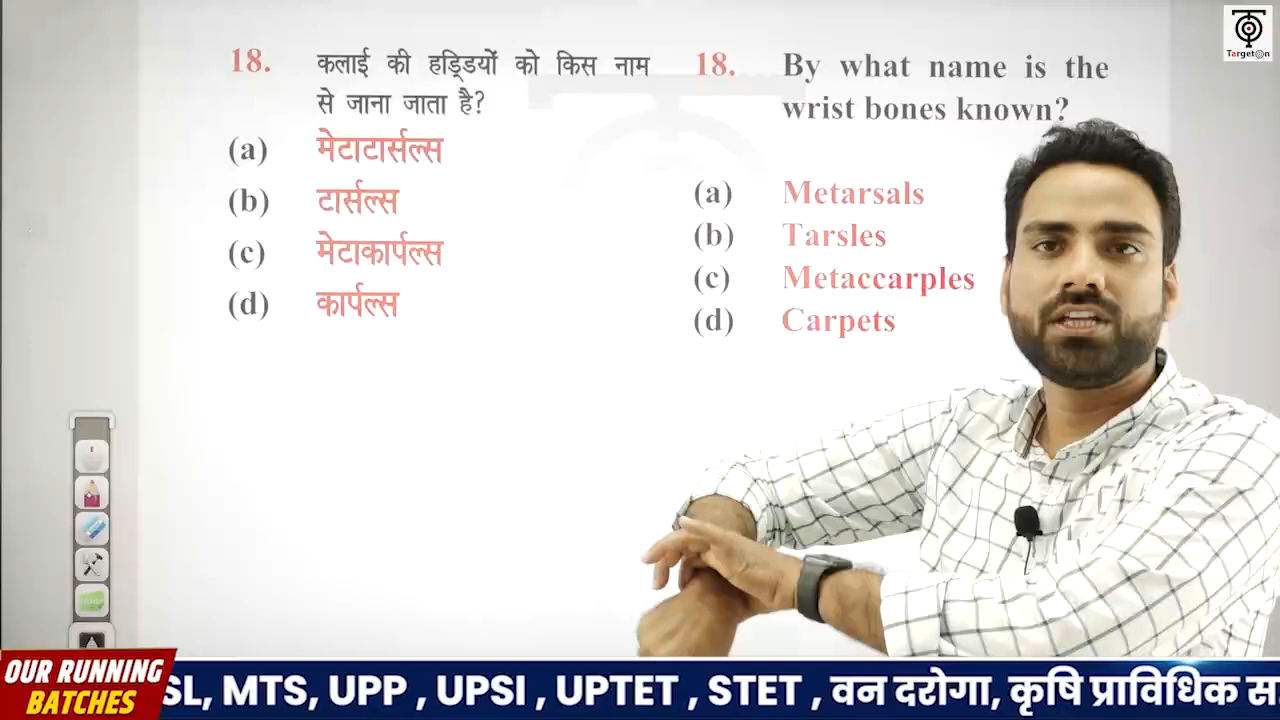 18. कलाई की हड्डियों को किस नाम
से जाना जाता है?
(a) मेटाटार्सल्स
(b) टार्सल्स
(c) मेटाकार्पल्स
(d) कार्पल्स
18. By what name is the
wrist bones known?
(a) Metarsals
(b) Tarsles
(c) Metaccarples
(d) Carpets
Target@n
OUR RUNNING
BATCHES
SL, MTS, UPP , UPSI , UPTET , STET , वन दरोगा, कृषि प्राविधिक स